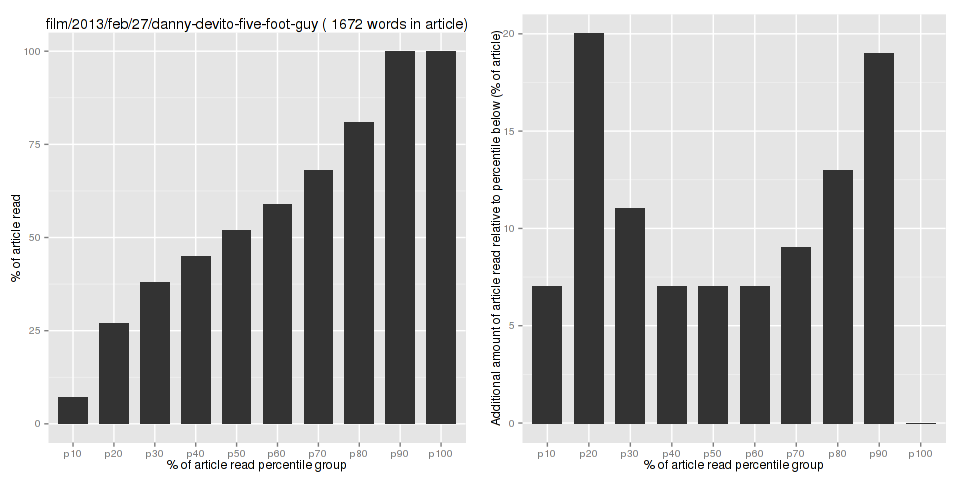 film/2013/feb/27/danny-devito-five-foot-guy ( 1672 words in article)
% of article read
100
75
50
25
0
p10 p20 p30 p40 p50 p60 p70 p80 p90 p100
% of article read percentile group
Additional amount of article read relative to percentile below (% of article)
20
15
10
5
0
p10 p20 p30 p40 p50 p60 p70 p80 p90 p100
% of article read percentile group